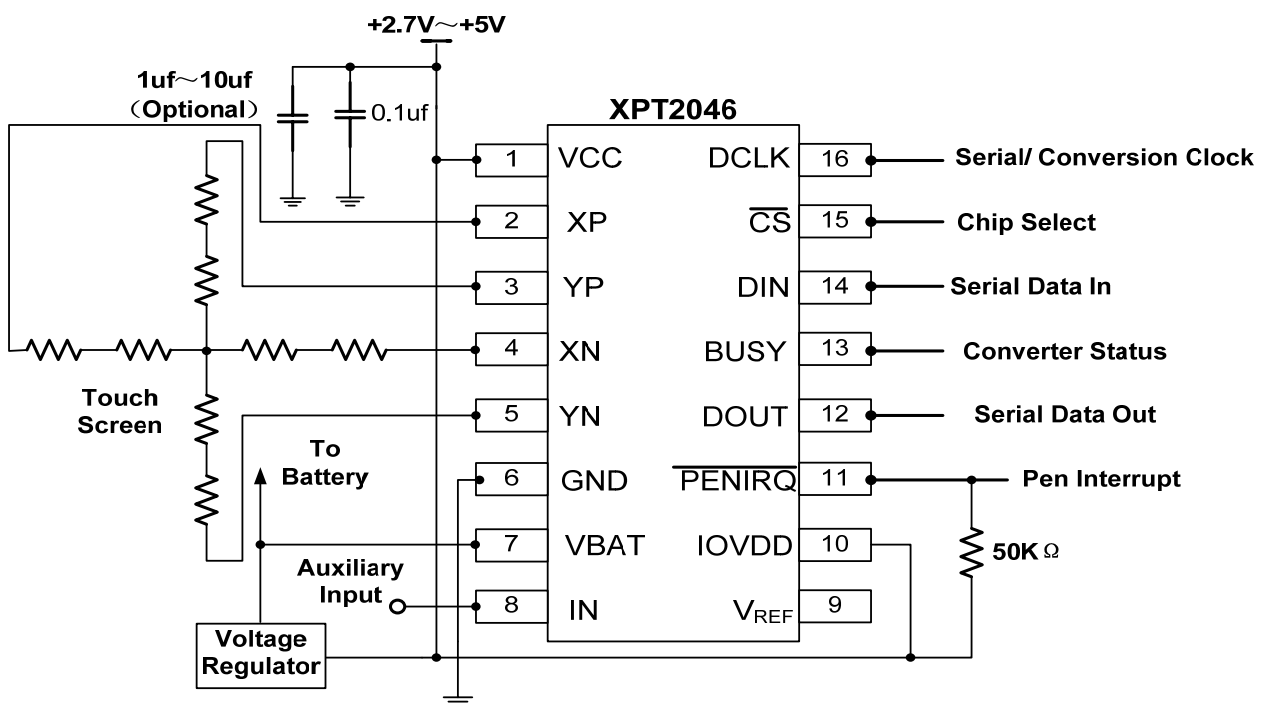 +2.7V～+5V
1uf～10uf
（Optional）
0.1uf
XPT2046
1 VCC
DCLK 16
Serial/ Conversion Clock
2 XP
CS 15
Chip Select
3 YP
DIN 14
Serial Data In
4 XN
BUSY 13
Converter Status
Touch
Screen
5 YN
DOUT 12
Serial Data Out
To
Battery
6 GND
PENIRQ 11
Pen Interrupt
7 VBAT
IOVDD 10
50K Ω
Auxiliary
Input
8 IN
VREF 9
Voltage
Regulator